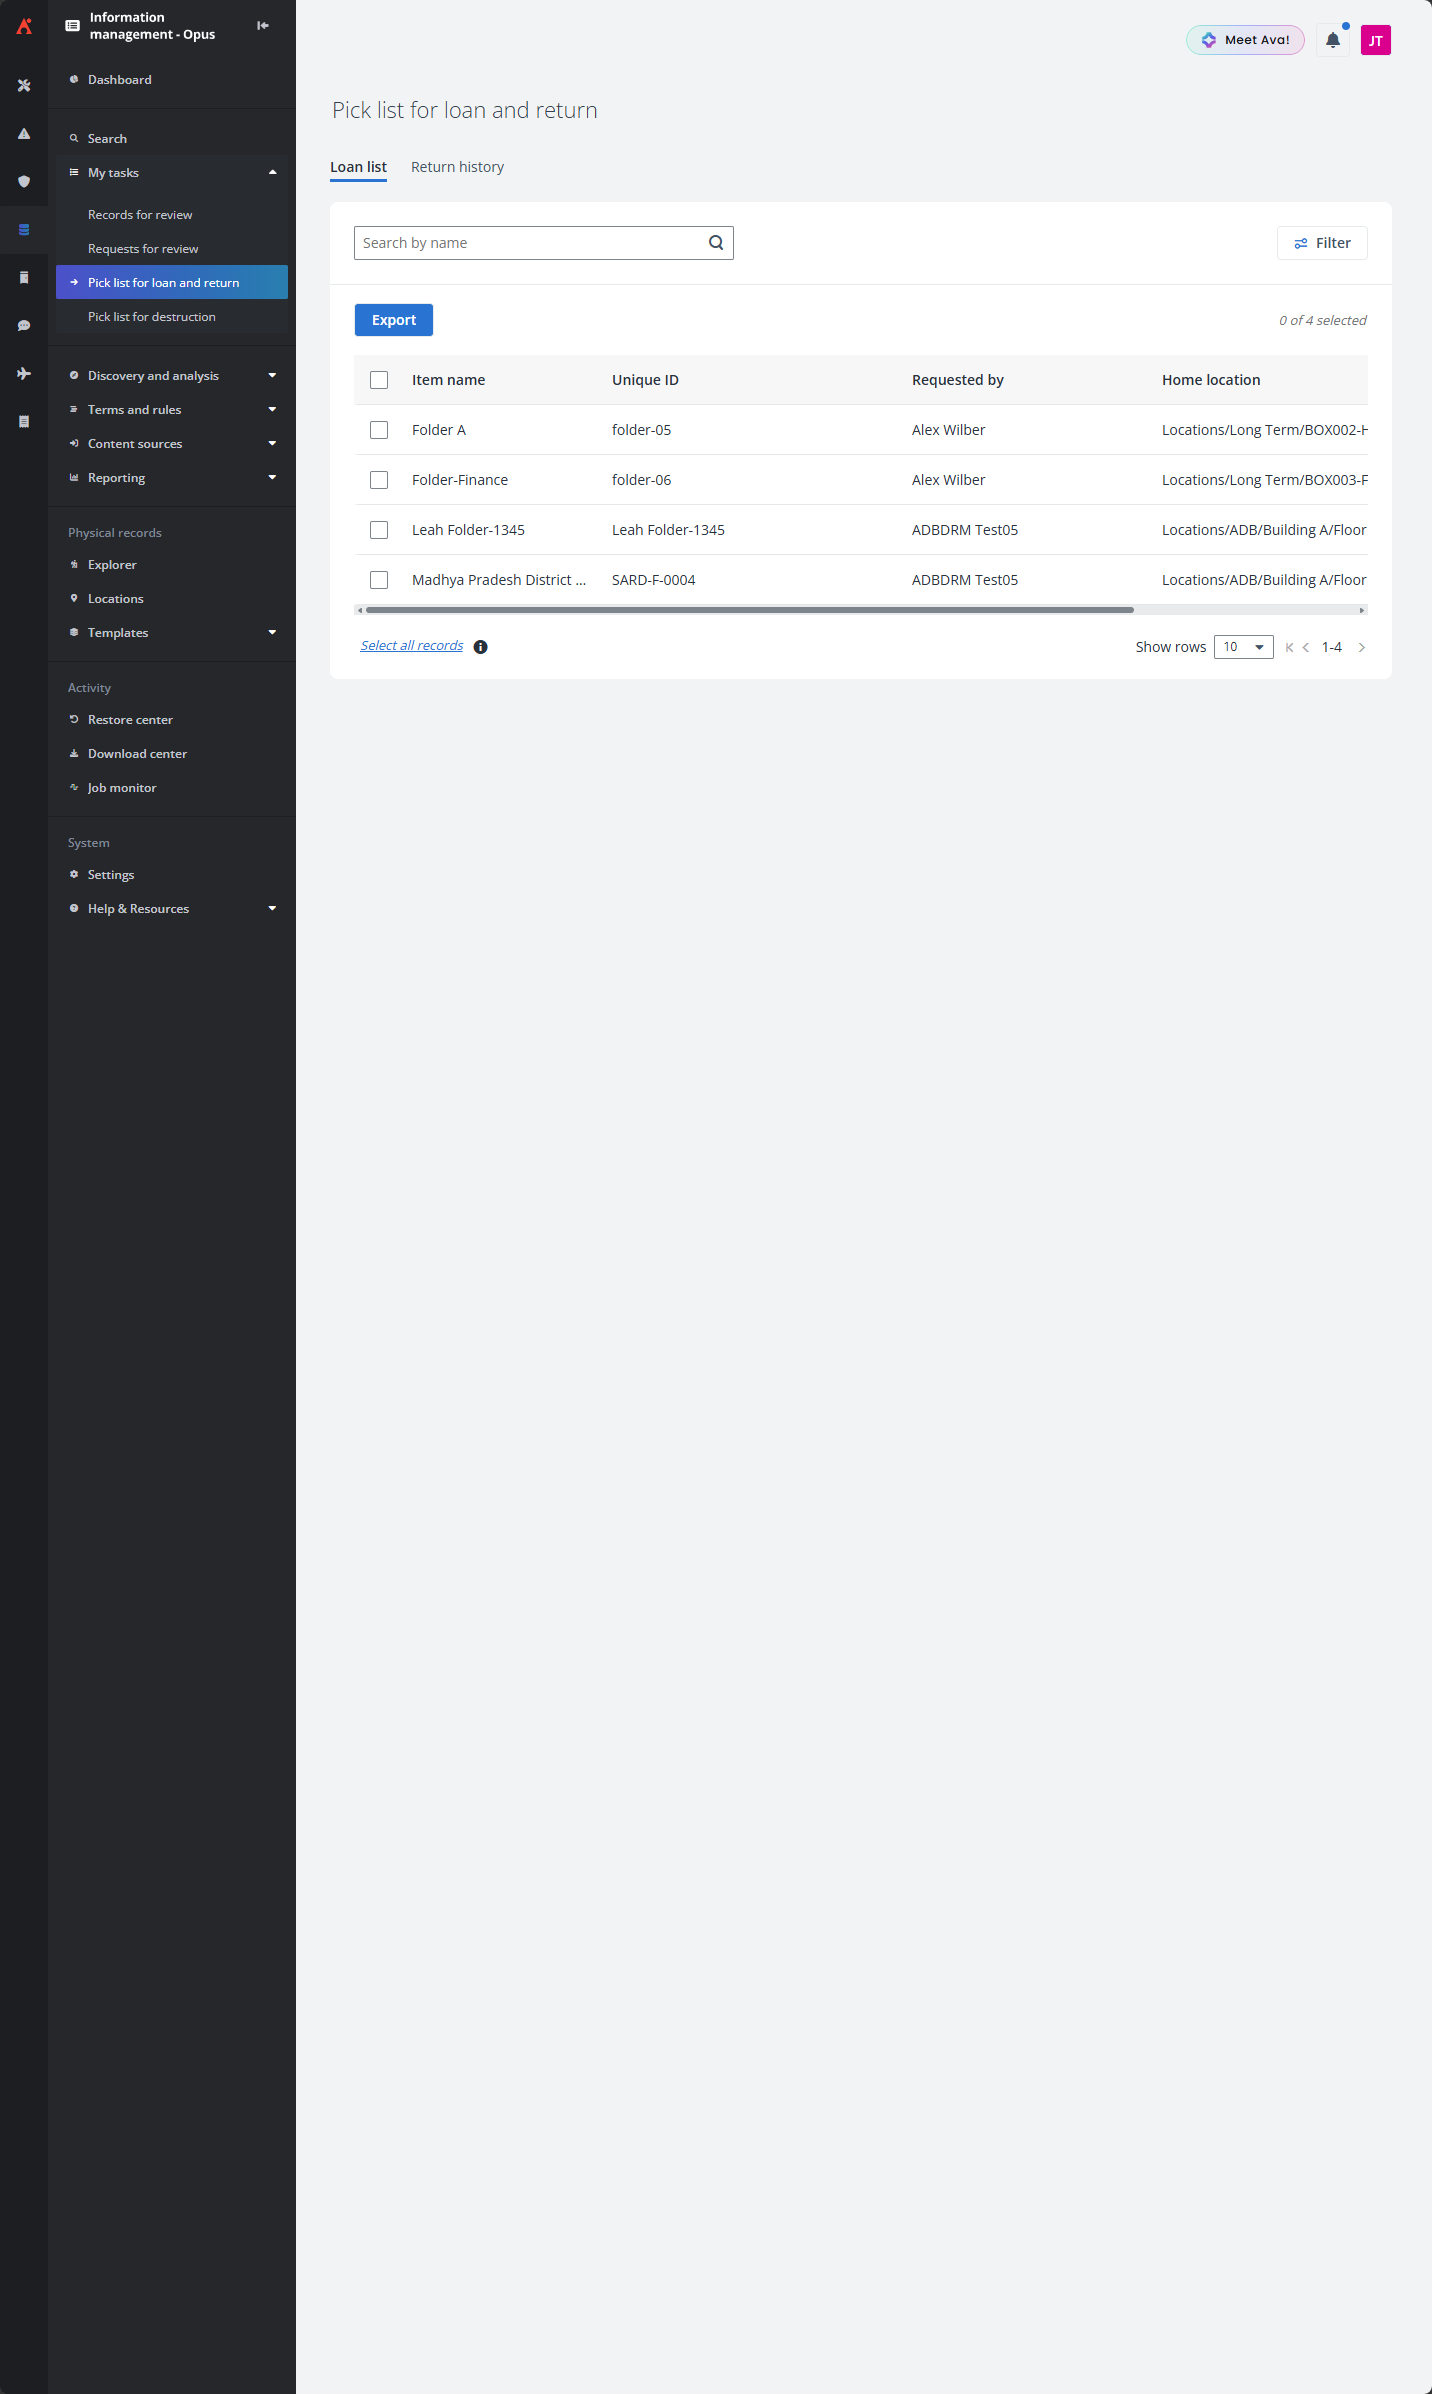 Information
management - Opus
Dashboard
Search
My tasks
Records for review
Requests for review
Pick list for loan and return
Pick list for destruction
Discovery and analysis
Terms and rules
Content sources
Reporting
Physical records
Explorer
Locations
Templates
Activity
Restore center
Download center
Job monitor
System
Settings
Help & Resources
Meet Ava!
JT
Pick list for loan and return
Loan list Return history
Search by name
Filter
Export
0 of 4 selected
Item name Unique ID Requested by Home location
Folder A folder-05 Alex Wilber Locations/Long Term/BOX002-H
Folder-Finance folder-06 Alex Wilber Locations/Long Term/BOX003-F
Leah Folder-1345 Leah Folder-1345 ADBDRM Test05 Locations/ADB/Building A/Floor
Madhya Pradesh District ... SARD-F-0004 ADBDRM Test05 Locations/ADB/Building A/Floor
Select all records
Show rows 10 1-4